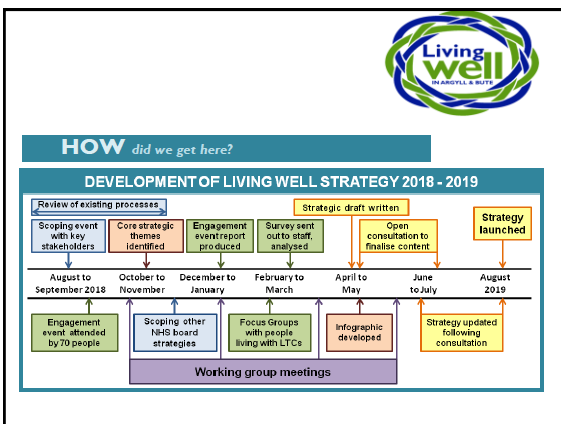 Living
well
IN ARGYLL & BUTE
HOW did we get here?
DEVELOPMENT OF LIVING WELL STRATEGY 2018 - 2019
Review of existing processes
Strategic draft written
Scoping event
with key
stakeholders
Core strategic
themes
identified
Engagement
event report
produced
Survey sent
out to staff,
analysed
Open
consultation to
finalise content
Strategy
launched
August to
September 2018
October to
November
December to
January
February to
March
April to
May
June
to July
August
2019
Engagement
event attended
by 70 people
Scoping other
NHS board
strategies
Focus Groups
with people
living with LTCs
Infographic
developed
Strategy updated
following
consultation
Working group meetings